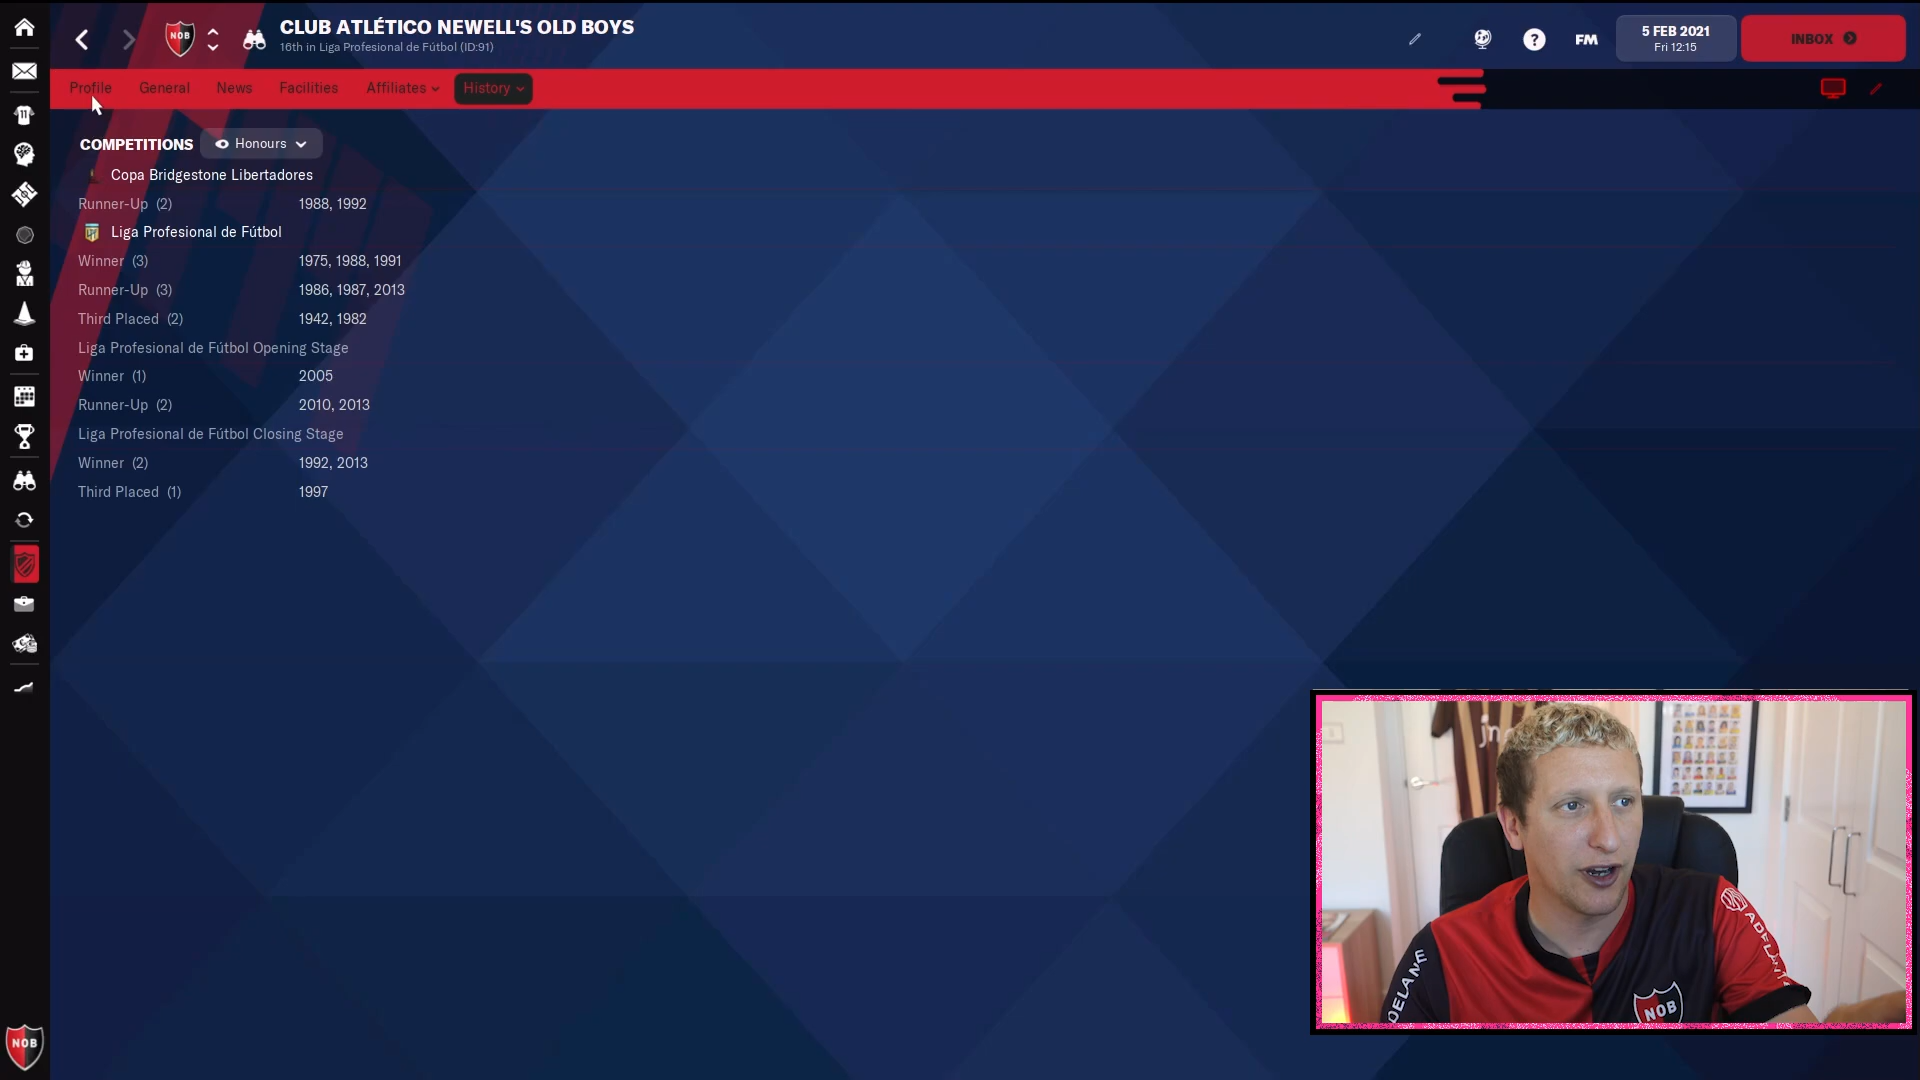 CLUB ATLÉTICO NEWELL'S OLD BOYS
16th in Liga Profesional de Fútbol (ID:91)
FM
5 FEB 2021
Fri 12:15
INBOX
Profile General News Facilities Affiliates History
COMPETITIONS Honours
Copa Bridgestone Libertadores
Runner-Up (2) 1988, 1992
Liga Profesional de Fútbol
Winner (3) 1975, 1988, 1991
Runner-Up (3) 1986, 1987, 2013
Third Placed (2) 1942, 1982
Liga Profesional de Fútbol Opening Stage
Winner (1) 2005
Runner-Up (2) 2010, 2013
Liga Profesional de Fútbol Closing Stage
Winner (2) 1992, 2013
Third Placed (1) 1997
NOB
NOB
NOB
11